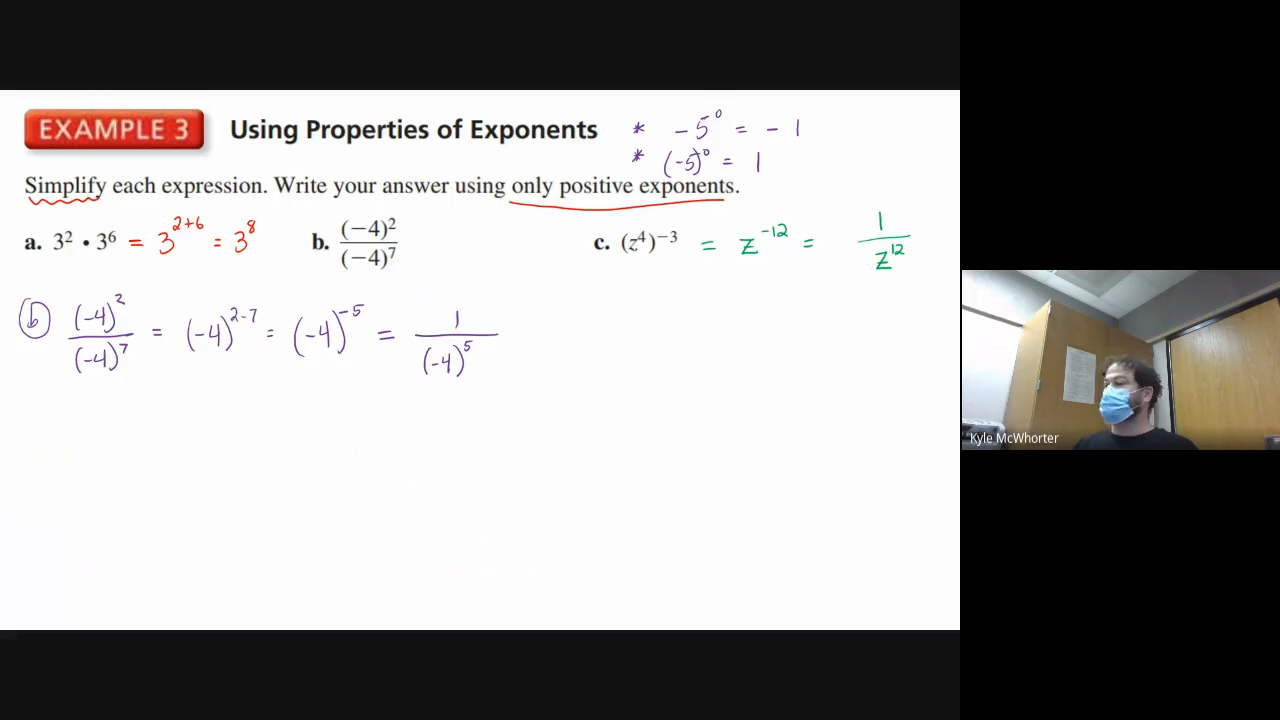 EXAMPLE 3 Using Properties of Exponents * -5⁰ = -1
* (-5)⁰ = 1
Simplify each expression. Write your answer using only positive exponents.
a. 3² • 3⁶ = 3²⁺⁶ = 3⁸ b. (−4)²/(−4)⁷ c. (z⁴)⁻³ = z⁻¹² = 1/z¹²
ⓑ (-4)²/(-4)⁷ = (-4)²⁻⁷ = (-4)⁻⁵ = 1/(-4)⁵
Kyle McWhorter